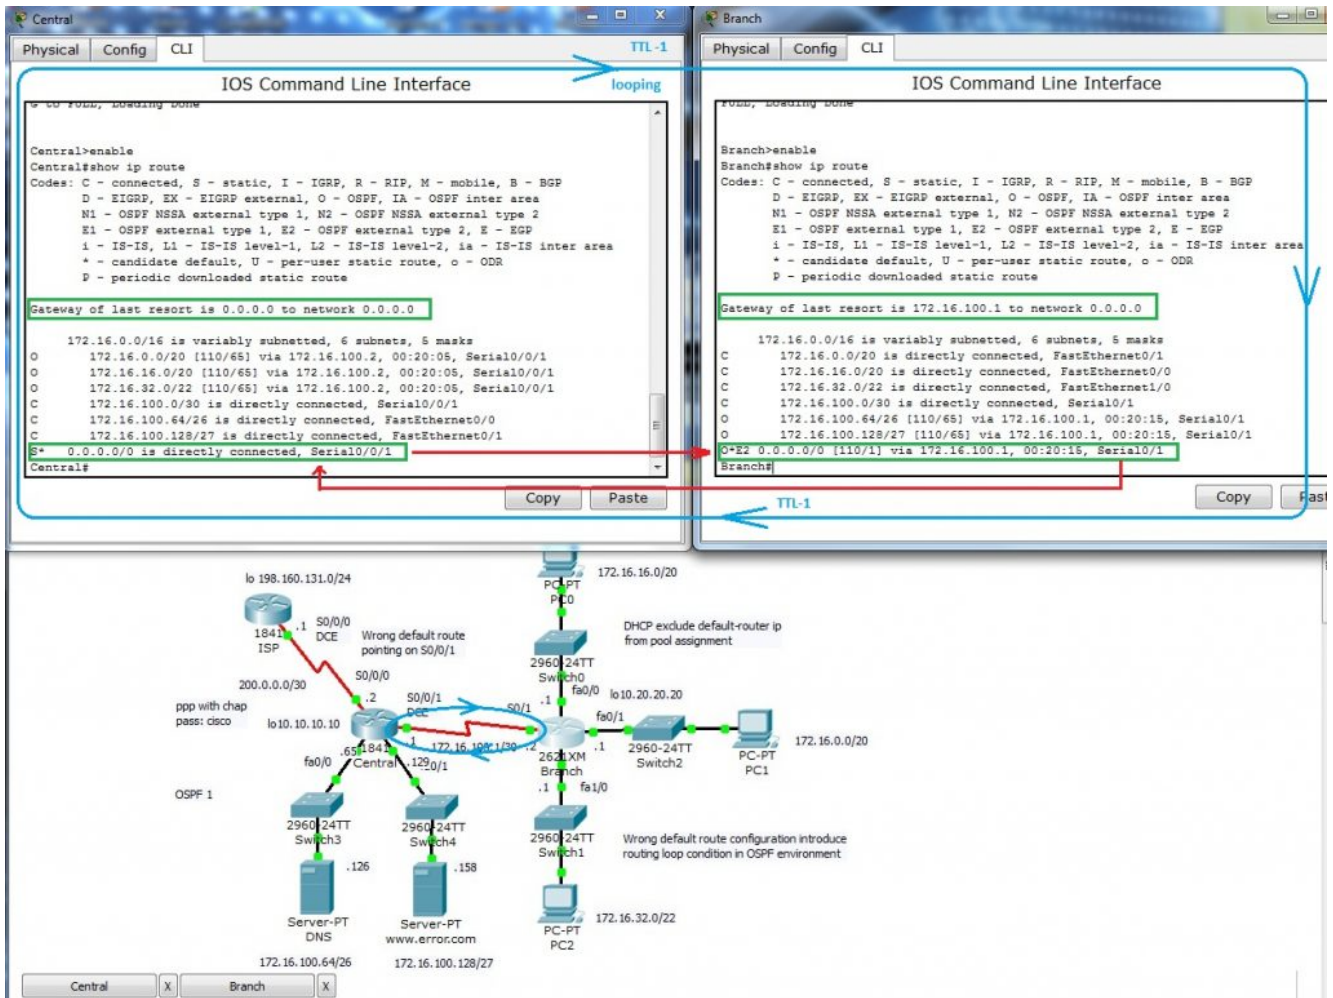 Central
Physical Config CLI
TTL -1
looping
IOS Command Line Interface
G to FULL, Loading Done
Central>enable
Central#show ip route
Codes: C - connected, S - static, I - IGRP, R - RIP, M - mobile, B - BGP
D - EIGRP, EX - EIGRP external, O - OSPF, IA - OSPF inter area
N1 - OSPF NSSA external type 1, N2 - OSPF NSSA external type 2
E1 - OSPF external type 1, E2 - OSPF external type 2, E - EGP
i - IS-IS, L1 - IS-IS level-1, L2 - IS-IS level-2, ia - IS-IS inter area
* - candidate default, U - per-user static route, o - ODR
P - periodic downloaded static route
Gateway of last resort is 0.0.0.0 to network 0.0.0.0
172.16.0.0/16 is variably subnetted, 6 subnets, 5 masks
O 172.16.0.0/20 [110/65] via 172.16.100.2, 00:20:05, Serial0/0/1
O 172.16.16.0/20 [110/65] via 172.16.100.2, 00:20:05, Serial0/0/1
O 172.16.32.0/22 [110/65] via 172.16.100.2, 00:20:05, Serial0/0/1
C 172.16.100.0/30 is directly connected, Serial0/0/1
C 172.16.100.64/26 is directly connected, FastEthernet0/0
C 172.16.100.128/27 is directly connected, FastEthernet0/1
S* 0.0.0.0/0 is directly connected, Serial0/0/1
Central#
Copy Paste
Branch
Physical Config CLI
IOS Command Line Interface
FULL, Loading Done
Branch>enable
Branch#show ip route
Codes: C - connected, S - static, I - IGRP, R - RIP, M - mobile, B - BGP
D - EIGRP, EX - EIGRP external, O - OSPF, IA - OSPF inter area
N1 - OSPF NSSA external type 1, N2 - OSPF NSSA external type 2
E1 - OSPF external type 1, E2 - OSPF external type 2, E - EGP
i - IS-IS, L1 - IS-IS level-1, L2 - IS-IS level-2, ia - IS-IS inter area
* - candidate default, U - per-user static route, o - ODR
P - periodic downloaded static route
Gateway of last resort is 172.16.100.1 to network 0.0.0.0
172.16.0.0/16 is variably subnetted, 6 subnets, 5 masks
C 172.16.0.0/20 is directly connected, FastEthernet0/1
C 172.16.16.0/20 is directly connected, FastEthernet0/0
C 172.16.32.0/22 is directly connected, FastEthernet1/0
C 172.16.100.0/30 is directly connected, Serial0/1
O 172.16.100.64/26 [110/65] via 172.16.100.1, 00:20:15, Serial0/1
O 172.16.100.128/27 [110/65] via 172.16.100.1, 00:20:15, Serial0/1
O*E2 0.0.0.0/0 [110/1] via 172.16.100.1, 00:20:15, Serial0/1
Branch#
Copy Past
TTL-1
lo 198.160.131.0/24
.1 S0/0/0
DCE
1841
ISP
Wrong default route
pointing on S0/0/1
200.0.0.0/30
S0/0/0
.2
ppp with chap
pass: cisco
lo10.10.10.10
S0/0/1
DCE
.1
S0/1
.2
1841
Central
.65
fa0/0
.129
OSPF 1
2960-24TT
Switch3
.126
Server-PT
DNS
172.16.100.64/26
2960-24TT
Switch4
.158
Server-PT
www.error.com
172.16.100.128/27
PC-PT
PC0
172.16.16.0/20
DHCP exclude default-router ip
from pool assignment
2960-24TT
Switch0
fa0/0
.1
lo10.20.20.20
fa0/1
.1
2621XM
Branch
2960-24TT
Switch2
PC-PT
PC1
172.16.0.0/20
.1 fa1/0
2960-24TT
Switch1
Wrong default route configuration introduce
routing loop condition in OSPF environment
PC-PT
PC2
172.16.32.0/22
Central X Branch X